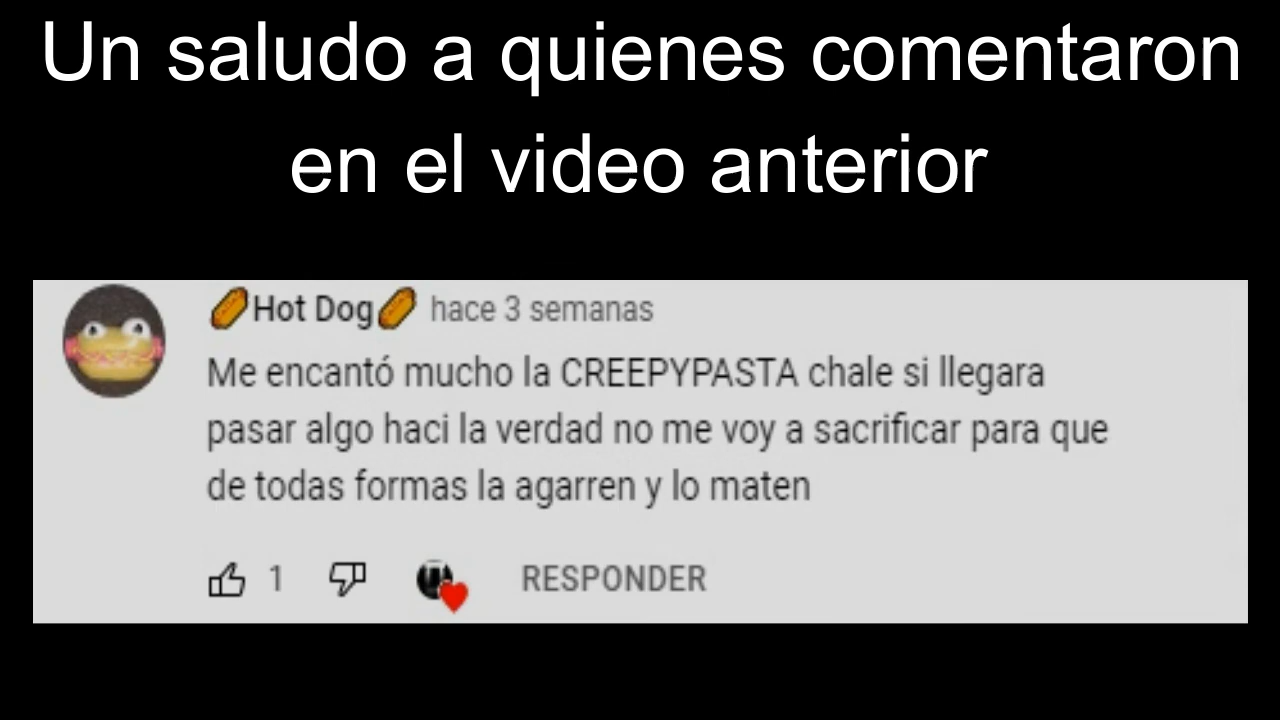 Un saludo a quienes comentaron
en el video anterior
🥖Hot Dog🥖 hace 3 semanas
Me encantó mucho la CREEPYPASTA chale si llegara
pasar algo haci la verdad no me voy a sacrificar para que
de todas formas la agarren y lo maten
1 RESPONDER